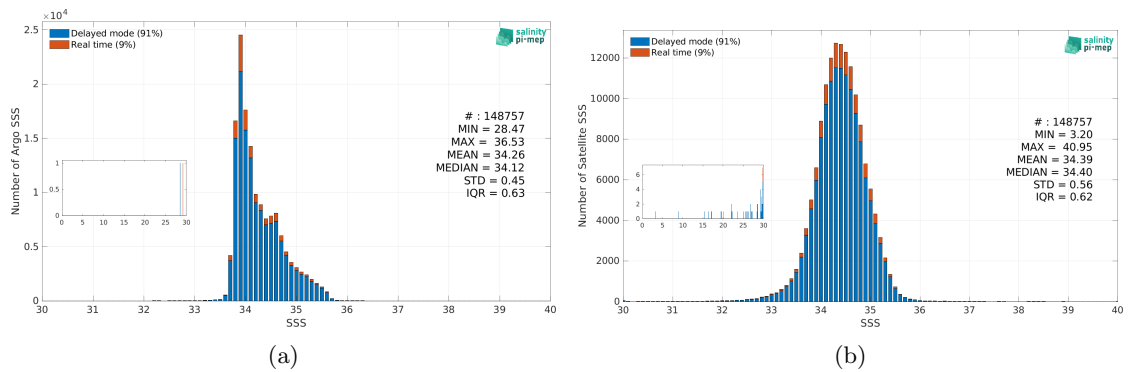 ×10⁴
Delayed mode (91%)
Real time (9%)
salinity
pi-mep
# : 148757
MIN = 28.47
MAX = 36.53
MEAN = 34.26
MEDIAN = 34.12
STD = 0.45
IQR = 0.63
Number of Argo SSS
2.5
2
1.5
1
0.5
0
1
0.5
0
0 5 10 15 20 25 30
30 31 32 33 34 35 36 37 38 39 40
SSS
(a)
Delayed mode (91%)
Real time (9%)
salinity
pi-mep
# : 148757
MIN = 3.20
MAX = 40.95
MEAN = 34.39
MEDIAN = 34.40
STD = 0.56
IQR = 0.62
Number of Satellite SSS
12000
10000
8000
6000
4000
2000
0
6
4
2
0
0 5 10 15 20 25 30
30 31 32 33 34 35 36 37 38 39 40
SSS
(b)